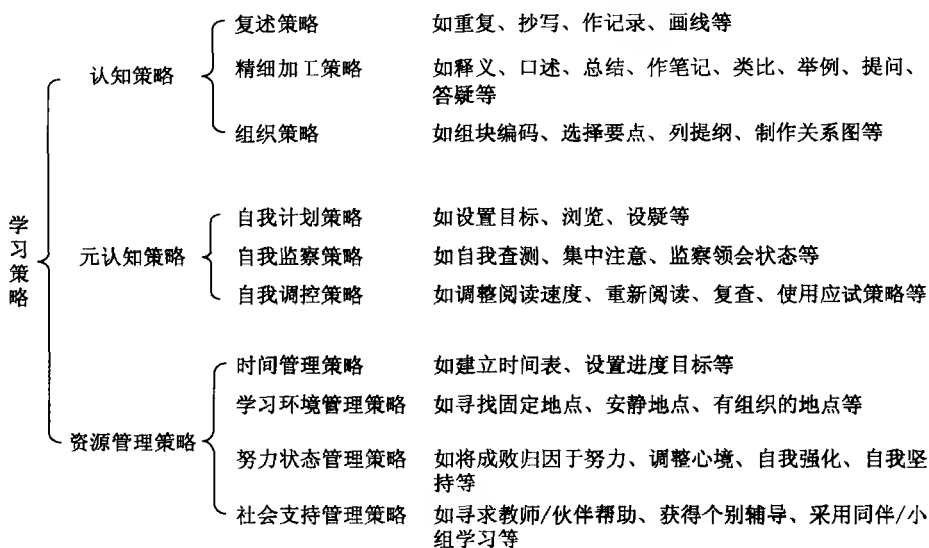 学习策略
认知策略
复述策略 如重复、抄写、作记录、画线等
精细加工策略 如释义、口述、总结、作笔记、类比、举例、提问、
答疑等
组织策略 如组块编码、选择要点、列提纲、制作关系图等
元认知策略
自我计划策略 如设置目标、浏览、设疑等
自我监察策略 如自我查测、集中注意、监察领会状态等
自我调控策略 如调整阅读速度、重新阅读、复查、使用应试策略等
资源管理策略
时间管理策略 如建立时间表、设置进度目标等
学习环境管理策略 如寻找固定地点、安静地点、有组织的地点等
努力状态管理策略 如将成败归因于努力、调整心境、自我强化、自我坚
持等
社会支持管理策略 如寻求教师/伙伴帮助、获得个别辅导、采用同伴/小
组学习等